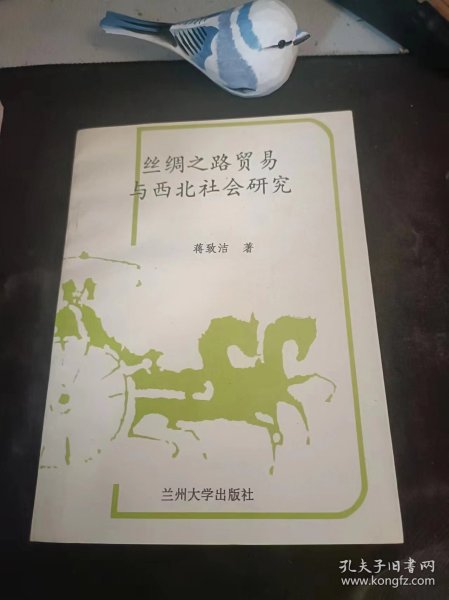 丝绸之路贸易
与西北社会研究
蒋致洁 著
兰州大学出版社
孔夫子旧书网
www.kongfz.com